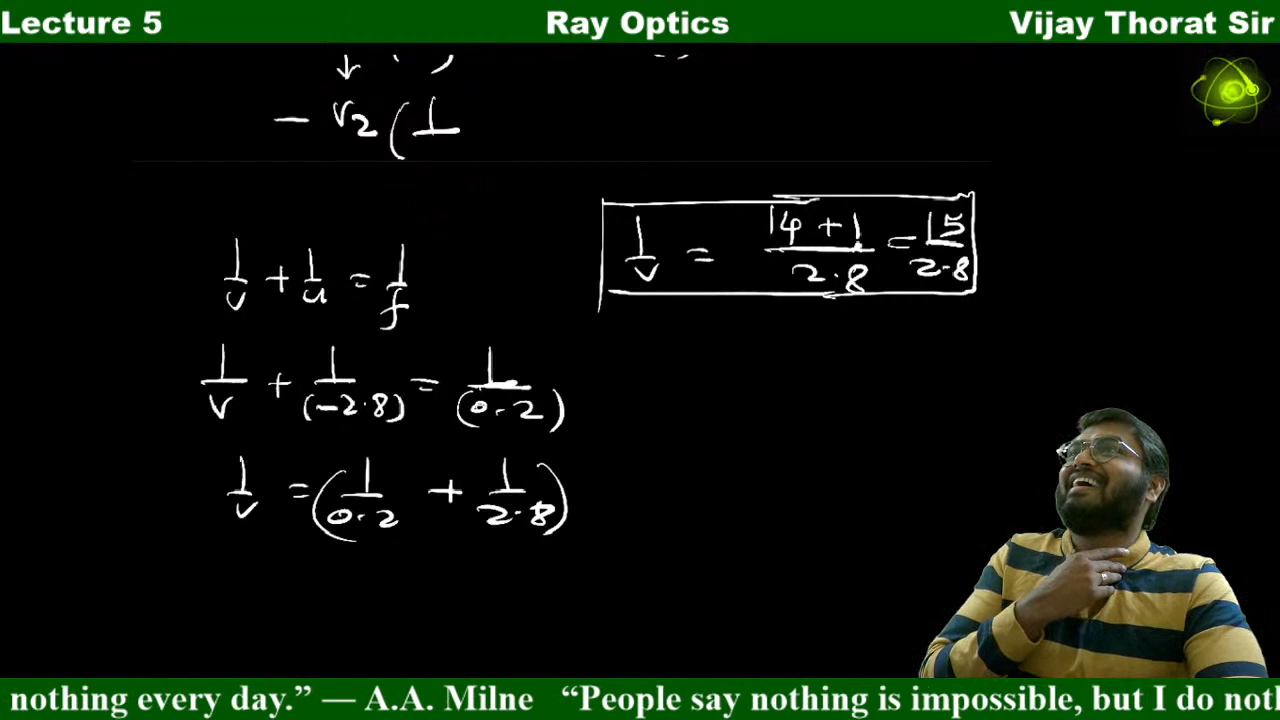 Lecture 5 Ray Optics Vijay Thorat Sir
- v2 ( 1
1/v + 1/u = 1/f
1/v + 1/(-2.8) = 1/(0.2)
1/v = (1/0.2 + 1/2.8)
1/v = 14 + 1/2.8 = 15/2.8
nothing every day.” — A.A. Milne “People say nothing is impossible, but I do not